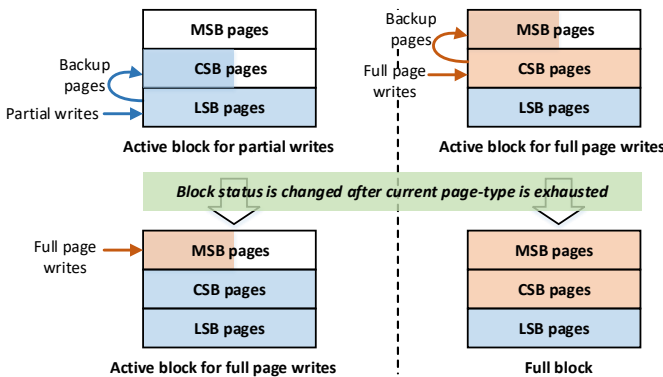 MSB pages
Backup
pages
CSB pages
Partial writes
LSB pages
Active block for partial writes
Backup
pages
MSB pages
Full page
writes
CSB pages
LSB pages
Active block for full page writes
Block status is changed after current page-type is exhausted
Full page
writes
MSB pages
CSB pages
LSB pages
Active block for full page writes
MSB pages
CSB pages
LSB pages
Full block